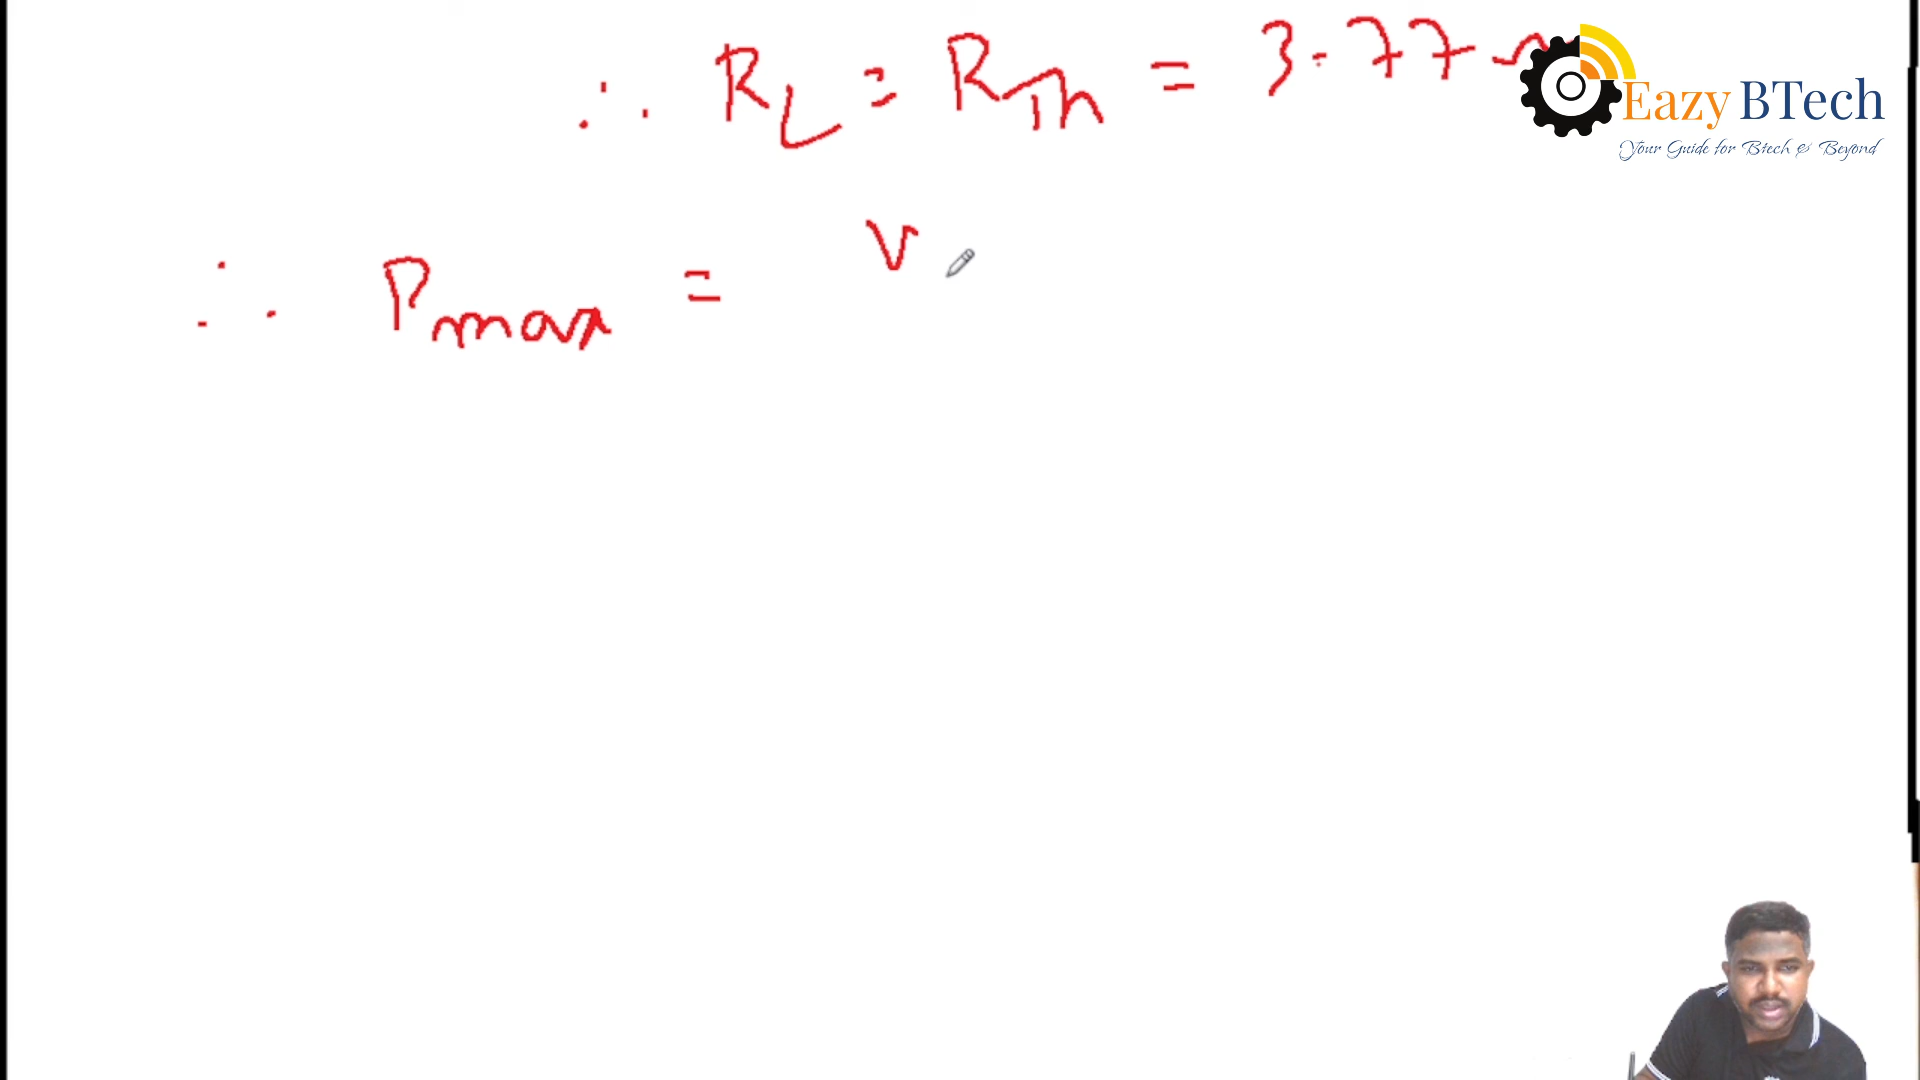 ∴ R_L = R_Th = 3.77 Ω
Eazy BTech
Your Guide for Btech & Beyond
∴ P_max = V